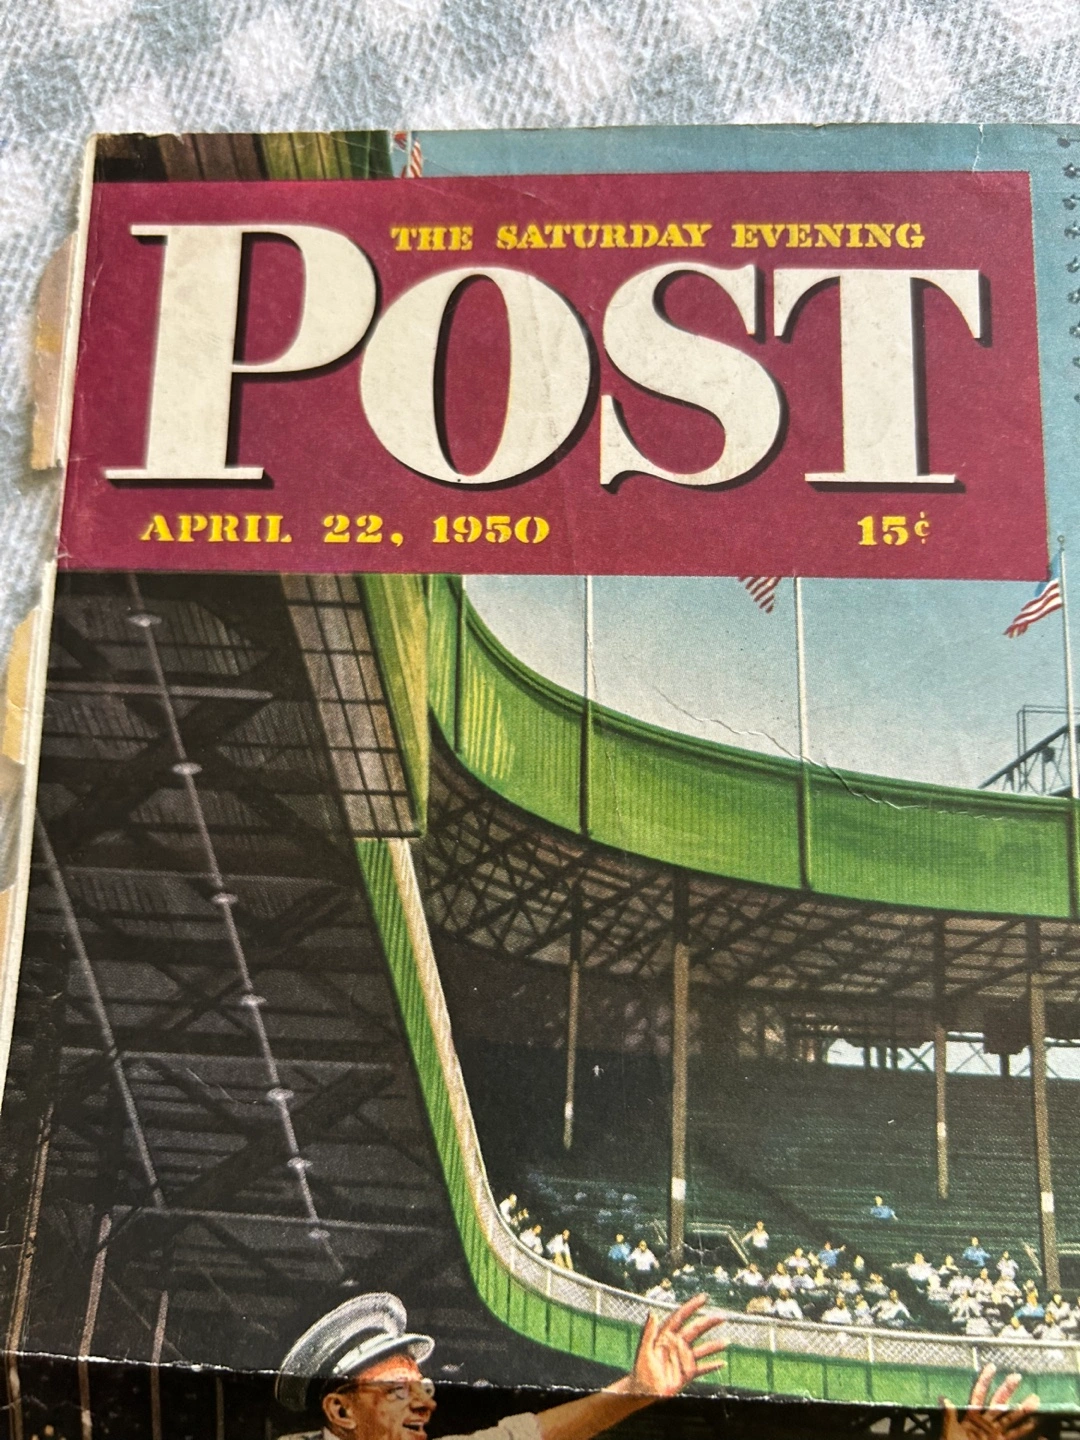 THE SATURDAY EVENING
POST
APRIL 22, 1950 15¢